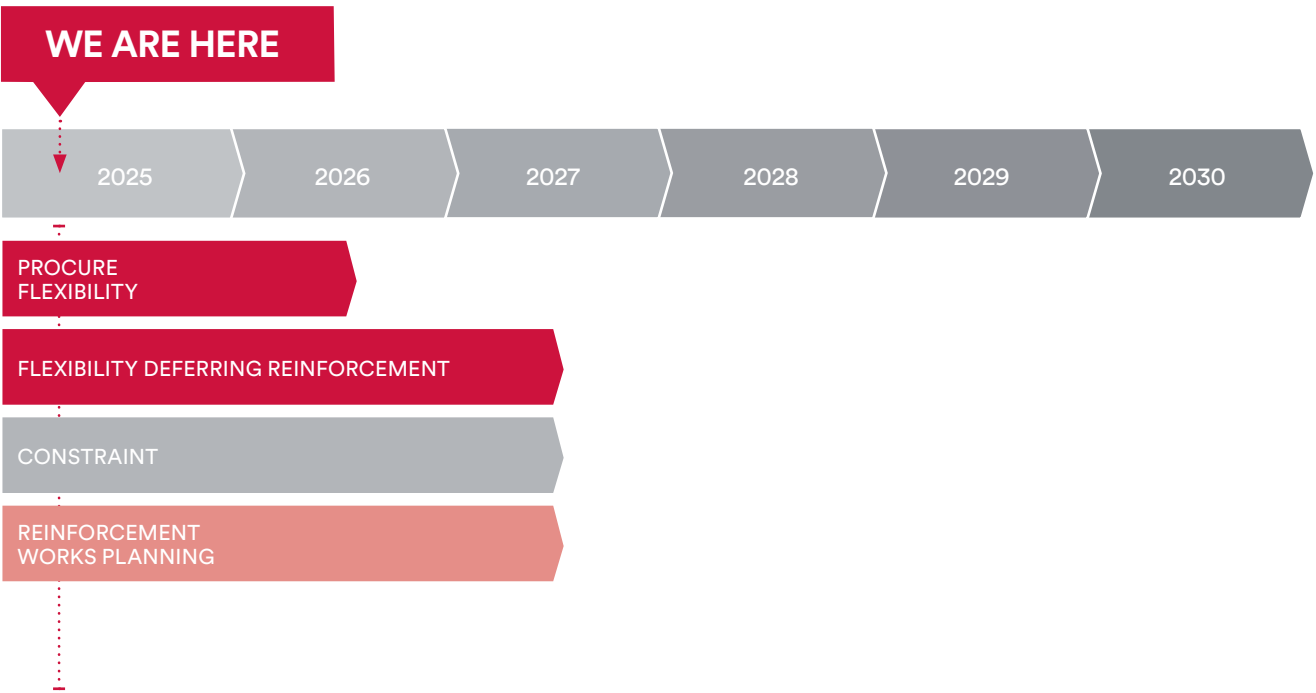 WE ARE HERE
2025 2026 2027 2028 2029 2030
PROCURE
FLEXIBILITY
FLEXIBILITY DEFERRING REINFORCEMENT
CONSTRAINT
REINFORCEMENT
WORKS PLANNING